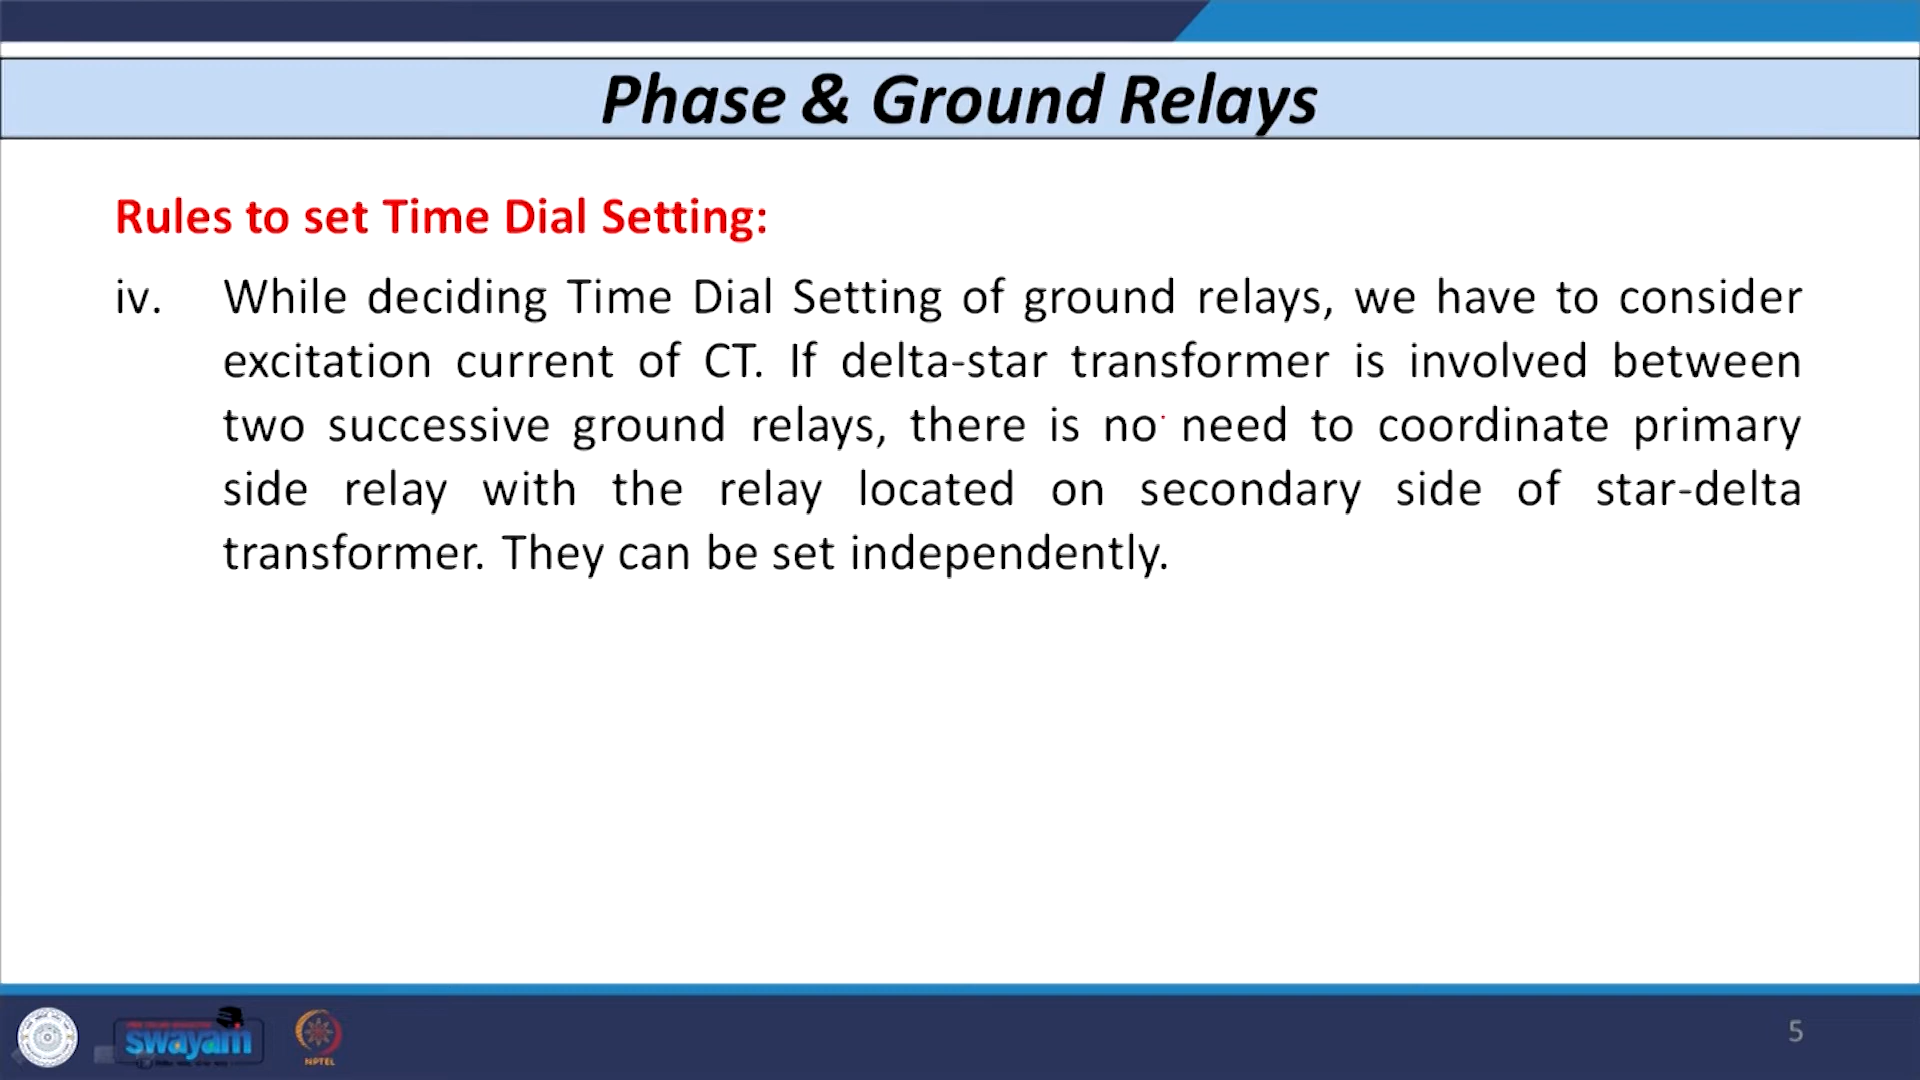 Phase & Ground Relays
Rules to set Time Dial Setting:
iv. While deciding Time Dial Setting of ground relays, we have to consider
excitation current of CT. If delta-star transformer is involved between
two successive ground relays, there is no need to coordinate primary
side relay with the relay located on secondary side of star-delta
transformer. They can be set independently.
swayam
NPTEL
5